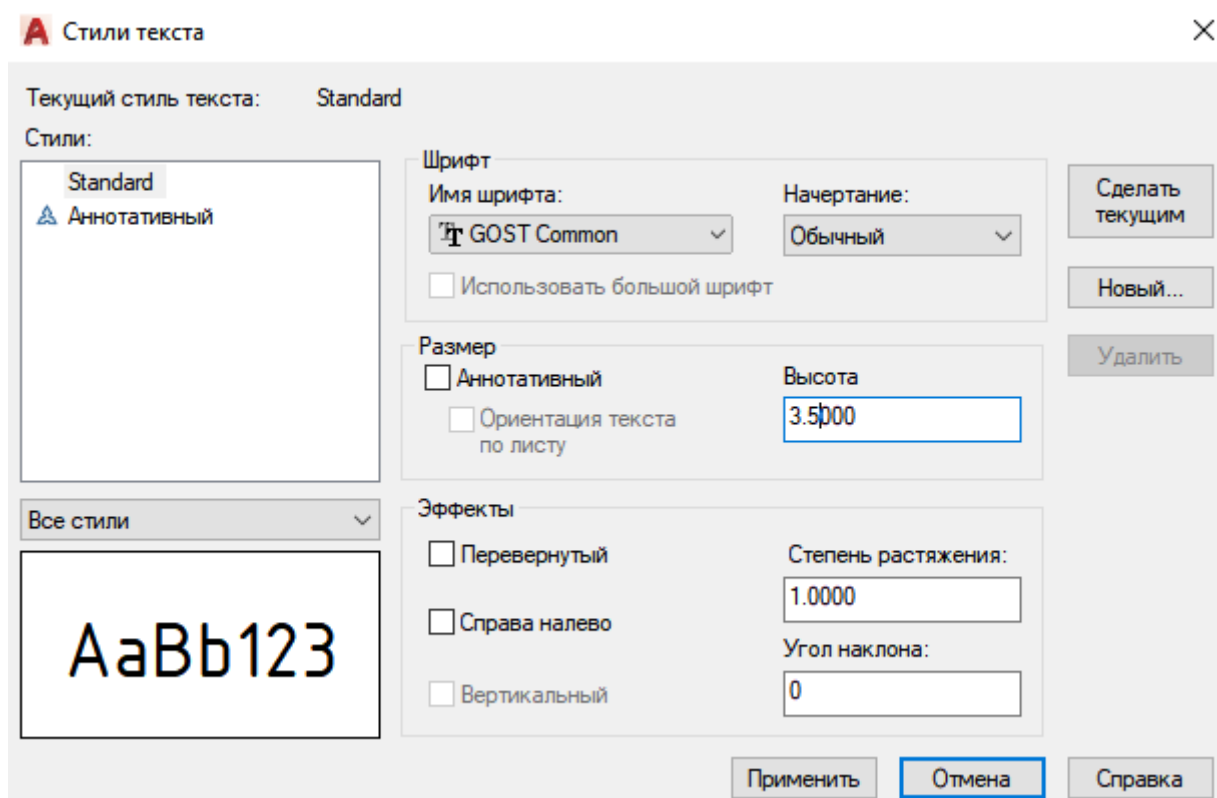 Стили текста
Текущий стиль текста: Standard
Стили:
Standard
Аннотативный
Все стили
AaBb123
Шрифт
Имя шрифта:
GOST Common
Начертание:
Обычный
Использовать большой шрифт
Размер
Аннотативный
Ориентация текста
по листу
Высота
3.5000
Эффекты
Перевернутый
Справа налево
Вертикальный
Степень растяжения:
1.0000
Угол наклона:
0
Сделать
текущим
Новый...
Удалить
Применить
Отмена
Справка